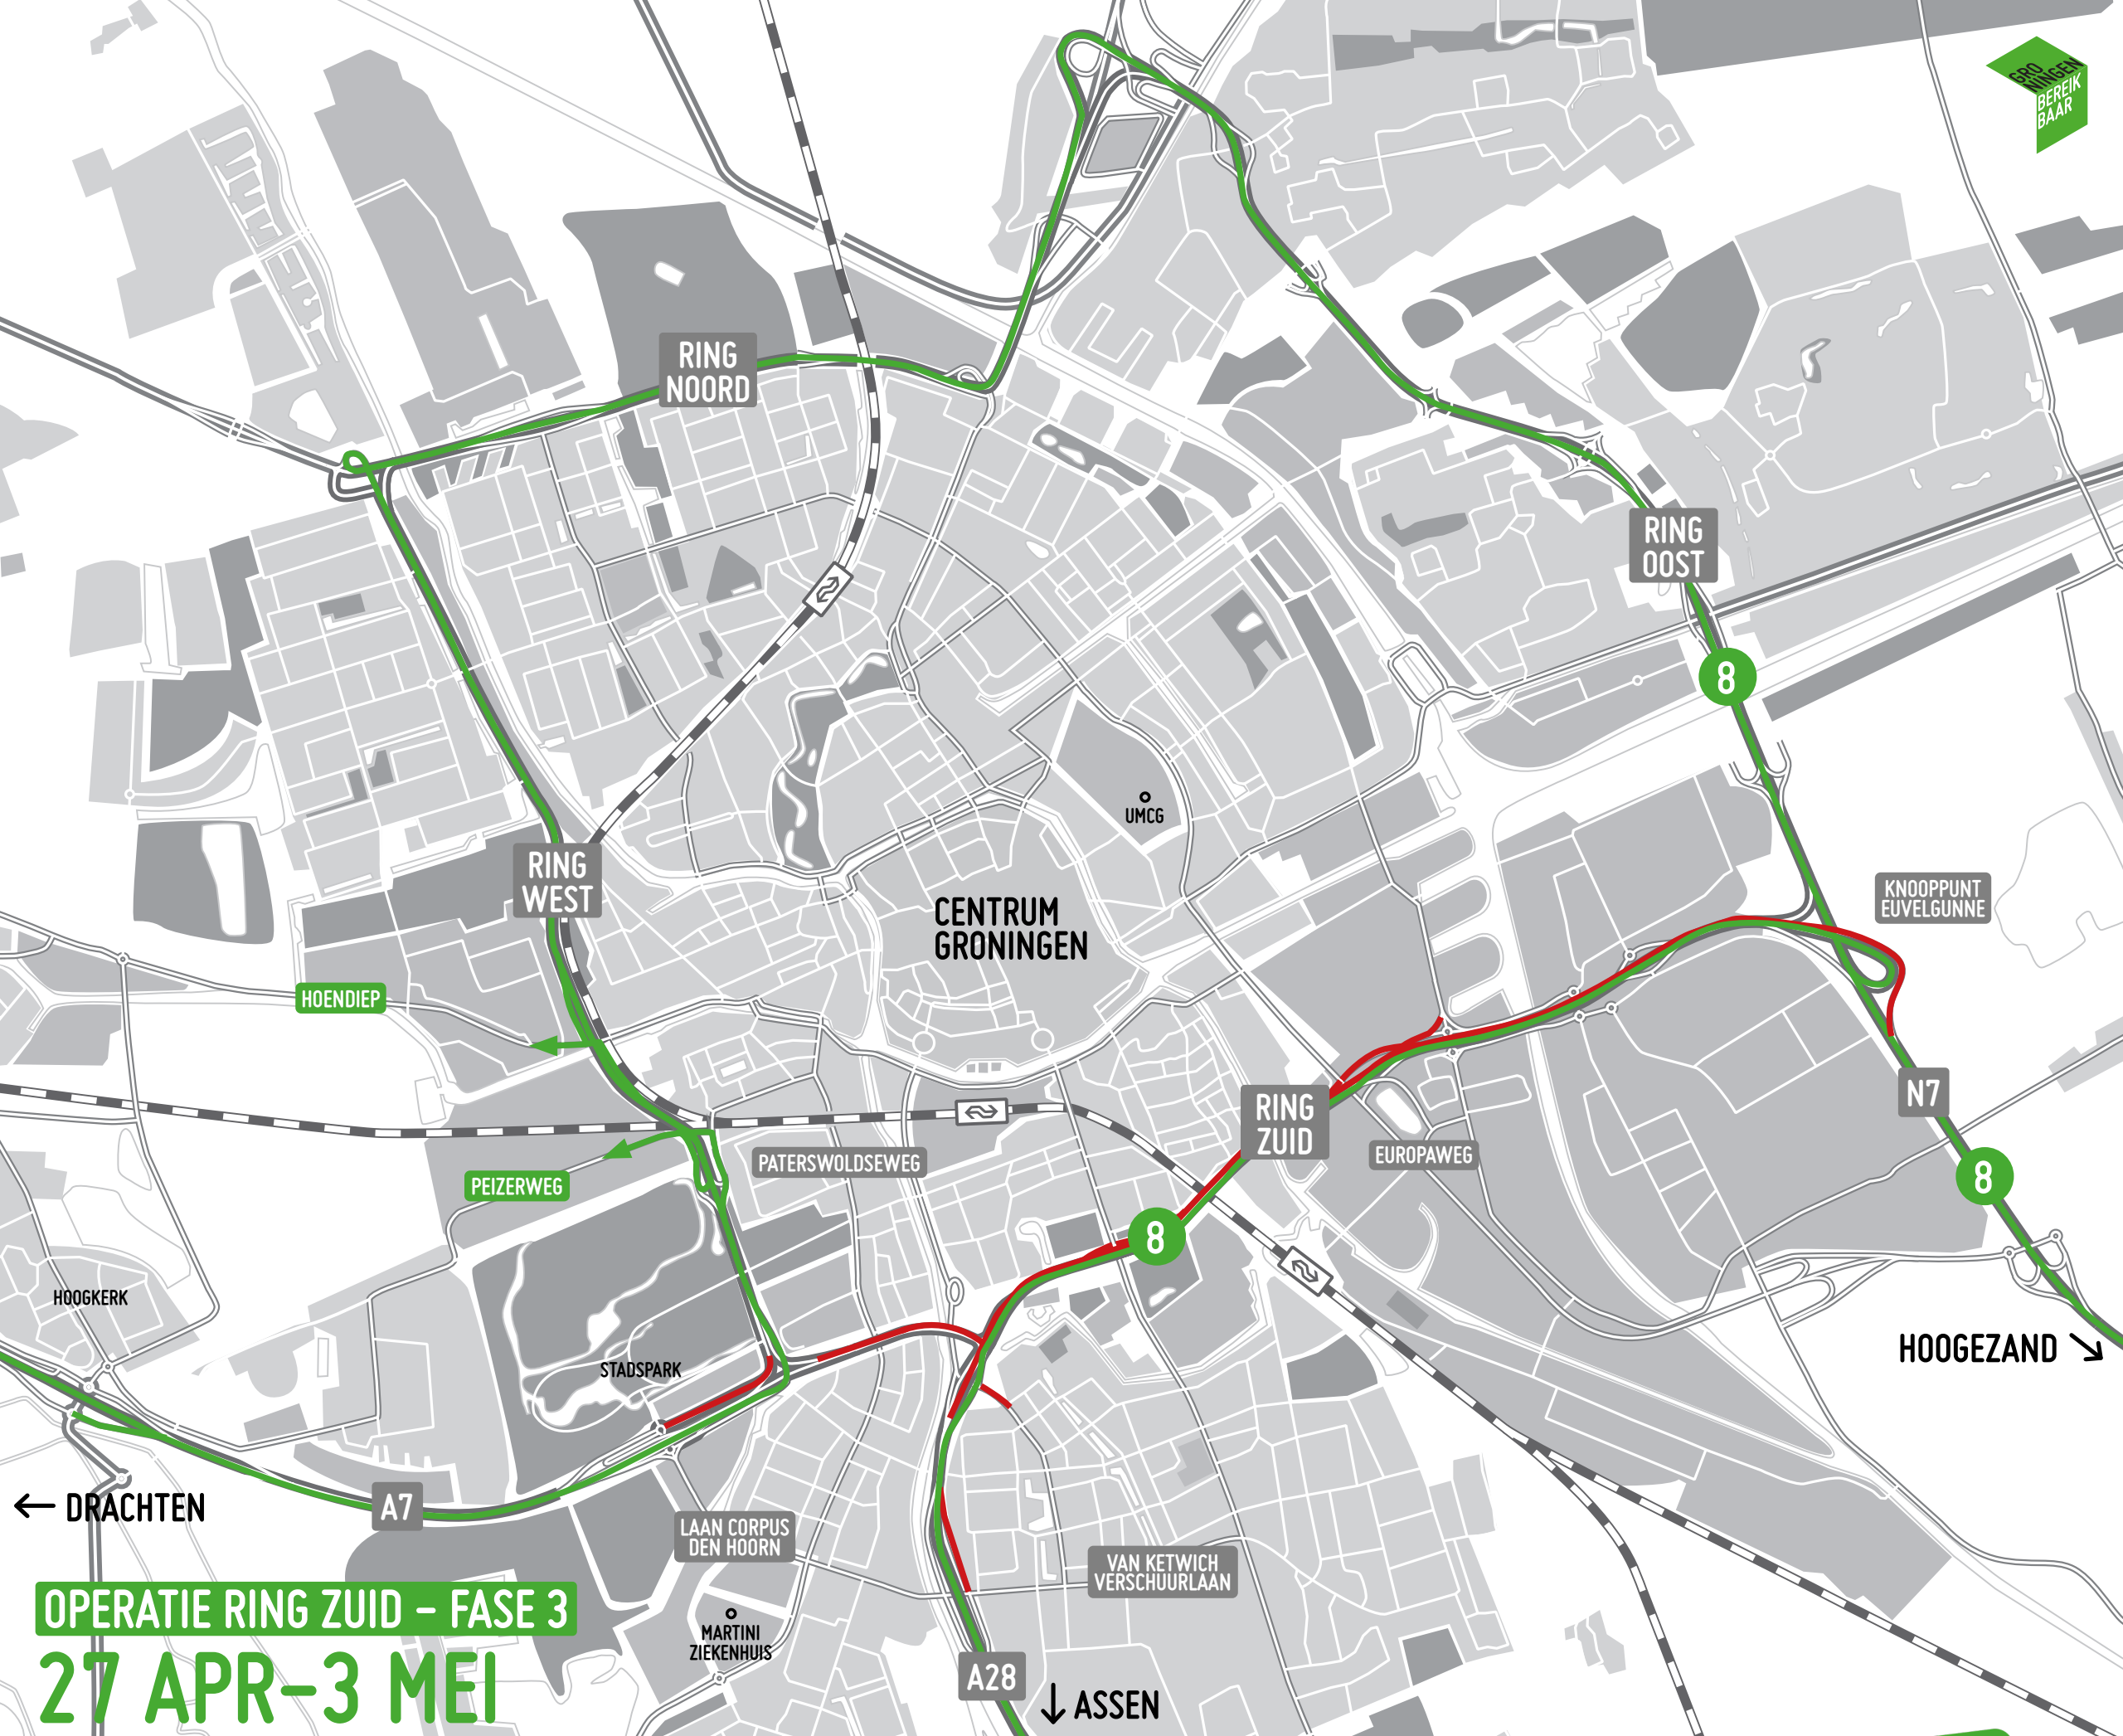 GRO
NINGEN
BEREIK
BAAR
RING
NOORD
RING
OOST
8
UMCG
RING
WEST
CENTRUM
GRONINGEN
KNOOPPUNT
EUVELGUNNE
HOENDIEP
RING
ZUID
N7
PATERSWOLDSEWEG
EUROPAWEG
PEIZERWEG
8
8
HOOGKERK
HOOGEZAND
STADSPARK
DRACHTEN
A7
LAAN CORPUS
DEN HOORN
VAN KETWICH
VERSCHUURLAAN
OPERATIE RING ZUID – FASE 3
MARTINI
ZIEKENHUIS
27 APR–3 MEI
A28
ASSEN